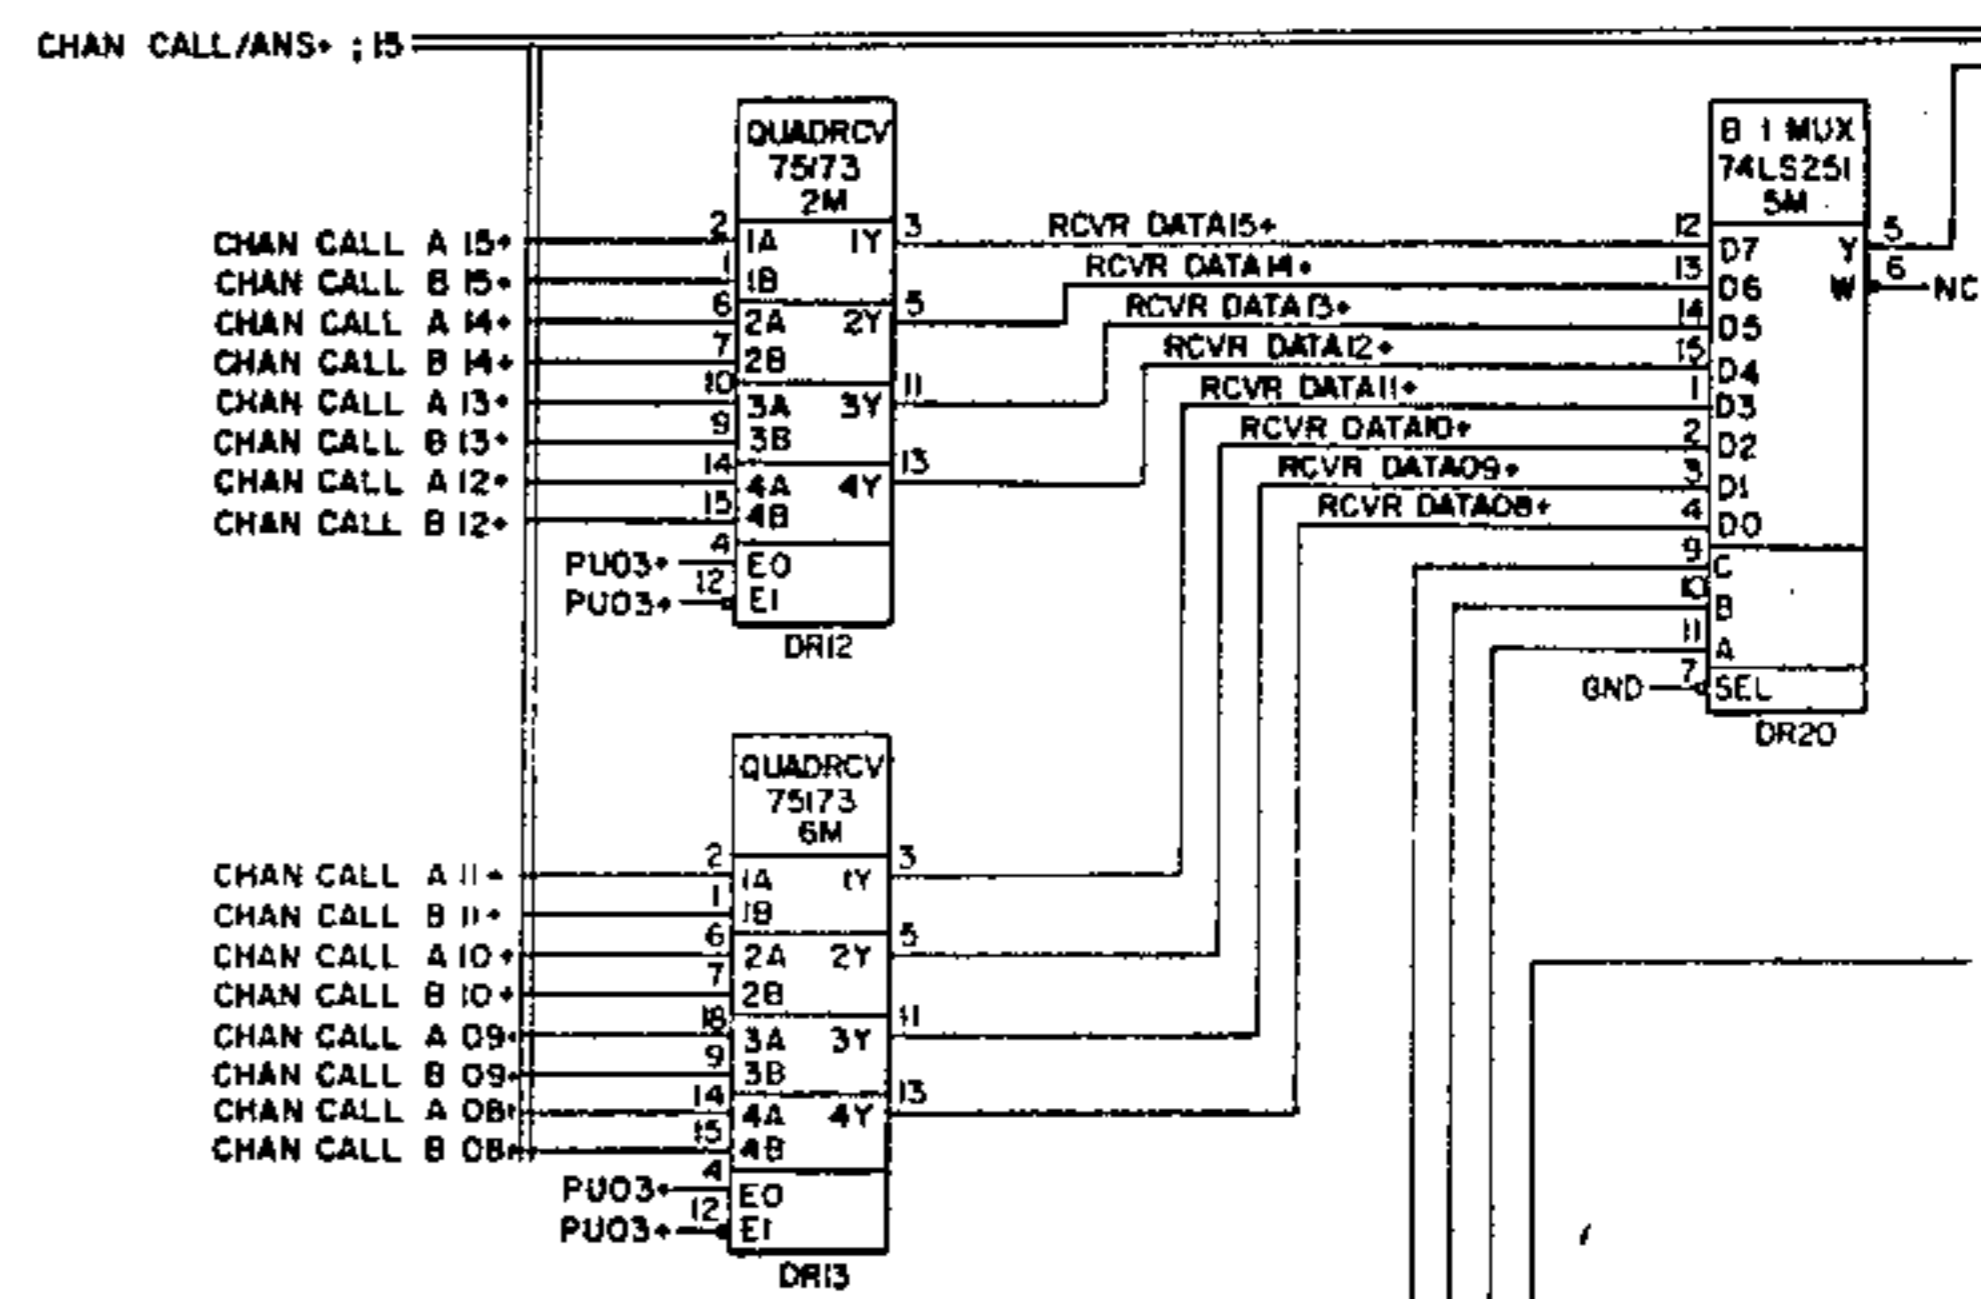 CHAN CALL/ANS+ ; 15
QUADRCV
75173
2M
CHAN CALL A 15+
2
1A
1Y
3
RCVR DATA15+
CHAN CALL B 15+
1
1B
CHAN CALL A 14+
6
2A
2Y
5
RCVR DATA14+
CHAN CALL B 14+
7
2B
CHAN CALL A 13+
10
3A
3Y
11
RCVR DATA13+
CHAN CALL B 13+
9
3B
CHAN CALL A 12+
14
4A
4Y
13
RCVR DATA12+
CHAN CALL B 12+
15
4B
PU03+
4
E0
PU03+
12
E1
DR12
RCVR DATA11+
RCVR DATA10+
RCVR DATA09+
RCVR DATA08+
8 1 MUX
74LS251
5M
12
D7
Y
5
13
D6
W
6
NC
14
D5
15
D4
1
D3
2
D2
3
D1
4
D0
9
C
10
B
11
A
GND
7
SEL
DR20
QUADRCV
75173
6M
CHAN CALL A 11+
2
1A
1Y
3
CHAN CALL B 11+
1
1B
CHAN CALL A 10+
6
2A
2Y
5
CHAN CALL B 10+
7
2B
CHAN CALL A 09+
3A
3Y
11
CHAN CALL B 09+
9
3B
CHAN CALL A 08+
14
4A
4Y
13
CHAN CALL B 08+
15
4B
PU03+
4
E0
PU03+
12
E1
DR13